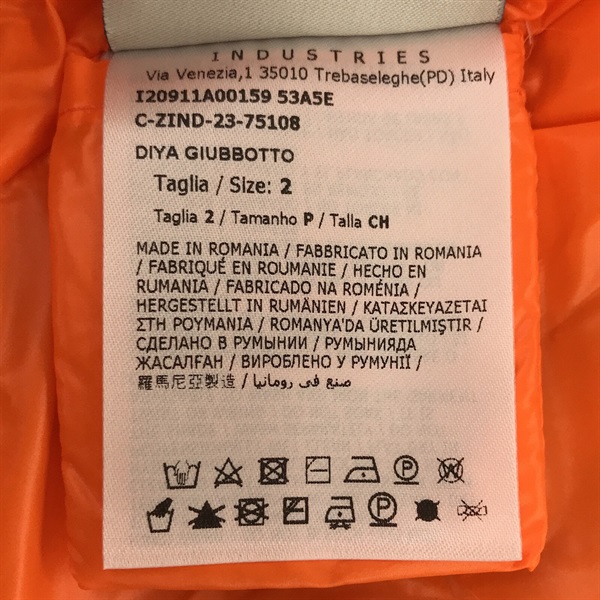 INDUSTRIES
Via Venezia,1 35010 Trebaseleghe(PD) Italy
I20911A00159 53A5E
C-ZIND-23-75108
DIYA GIUBBOTTO
Taglia / Size: 2
Taglia 2 / Tamanho P / Talla CH
MADE IN ROMANIA / FABBRICATO IN ROMANIA
/ FABRIQUÉ EN ROUMANIE / HECHO EN
RUMANIA / FABRICADO NA ROMÉNIA /
HERGESTELLT IN RUMÄNIEN / ΚΑΤΑΣΚΕΥΑΖΕΤΑΙ
ΣΤΗ ΡΟΥΜΑΝΙΑ / ROMANYA'DA ÜRETILMIŞTIR /
СДЕЛАНО В РУМЫНИИ / РУМЫНИЯДА
ЖАСАЛҒАН / ВИРОБЛЕНО У РУМУНІЇ /
羅馬尼亞製造 / صنع في رومانيا